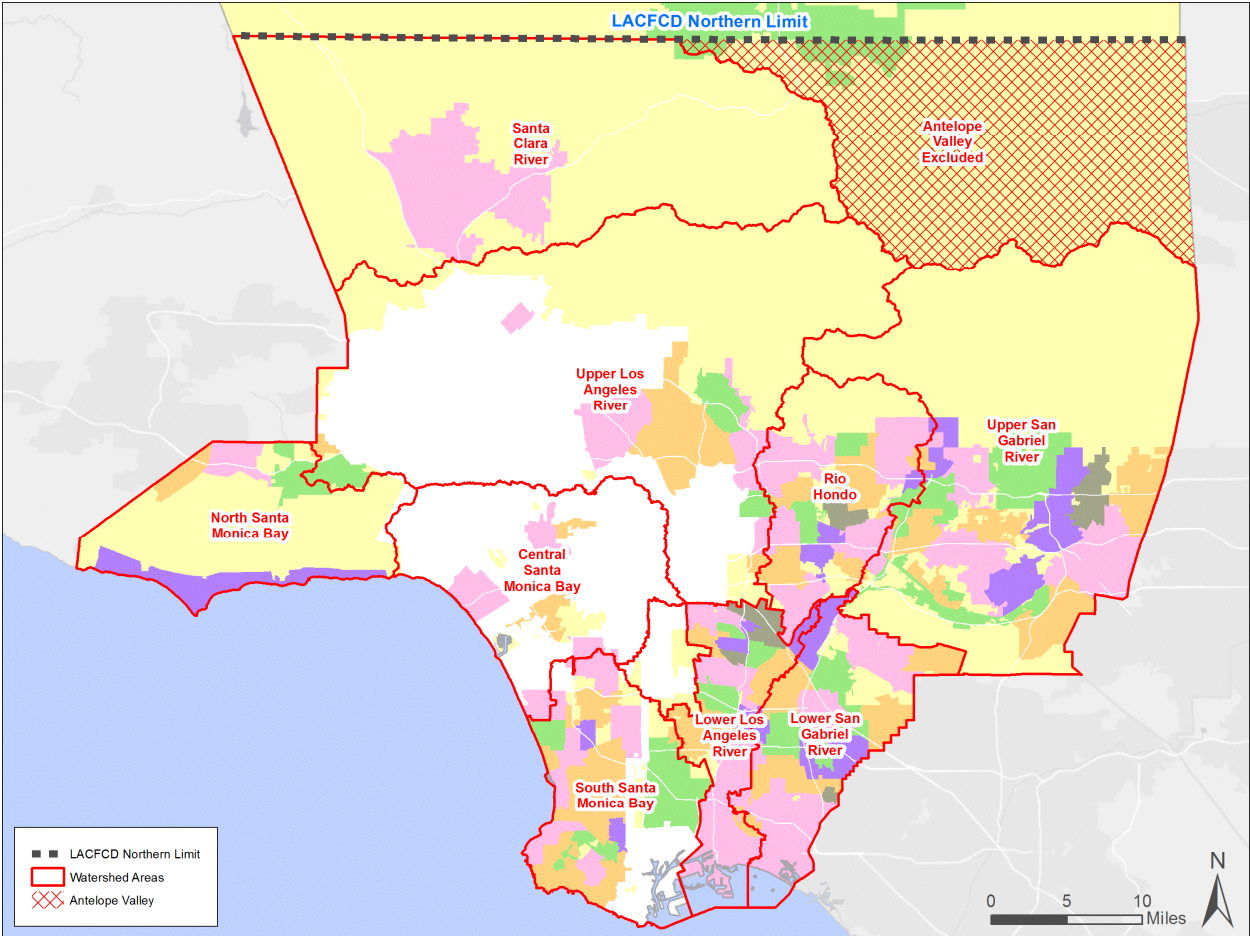 LACFCD Northern Limit
Santa
Clara
River
Antelope
Valley
Excluded
Upper Los
Angeles
River
Upper San
Gabriel
River
Rio
Hondo
North Santa
Monica Bay
Central
Santa
Monica Bay
Lower Los
Angeles
River
Lower San
Gabriel
River
South Santa
Monica Bay
LACFCD Northern Limit
Watershed Areas
Antelope Valley
N
0 5 10
Miles